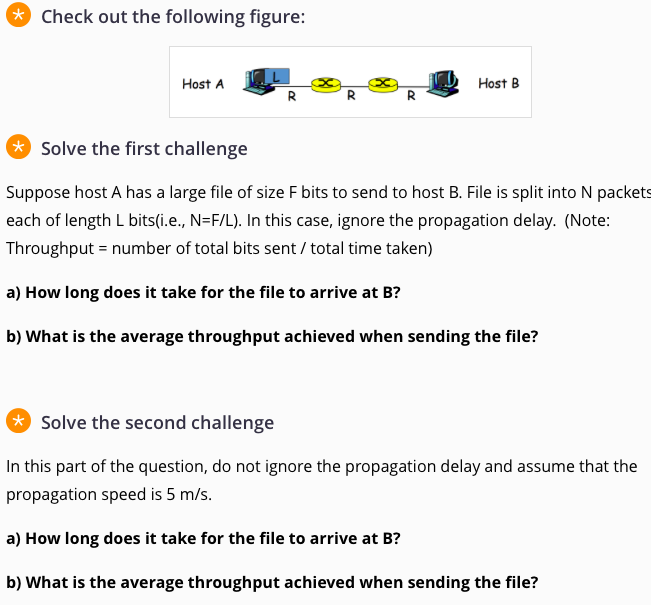 Check out the following figure:
Host A L R R R Host B
Solve the first challenge
Suppose host A has a large file of size F bits to send to host B. File is split into N packets
each of length L bits(i.e., N=F/L). In this case, ignore the propagation delay. (Note:
Throughput = number of total bits sent / total time taken)
a) How long does it take for the file to arrive at B?
b) What is the average throughput achieved when sending the file?
Solve the second challenge
In this part of the question, do not ignore the propagation delay and assume that the
propagation speed is 5 m/s.
a) How long does it take for the file to arrive at B?
b) What is the average throughput achieved when sending the file?